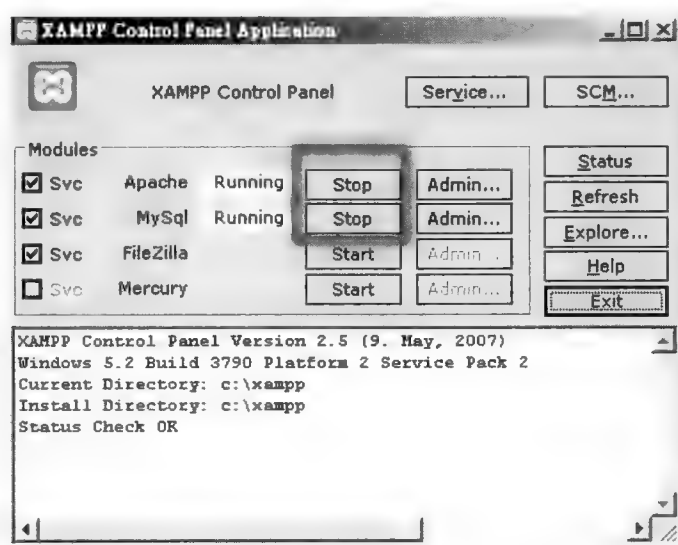 XAMPP Control Panel Application
XAMPP Control Panel Service... SCM...
Modules
Svc Apache Running Stop Admin...
Svc MySql Running Stop Admin...
Svc FileZilla Start Admin...
Svc Mercury Start Admin...
Status
Refresh
Explore...
Help
Exit
XAMPP Control Panel Version 2.5 (9. May, 2007)
Windows 5.2 Build 3790 Platform 2 Service Pack 2
Current Directory: c:\xampp
Install Directory: c:\xampp
Status Check OK